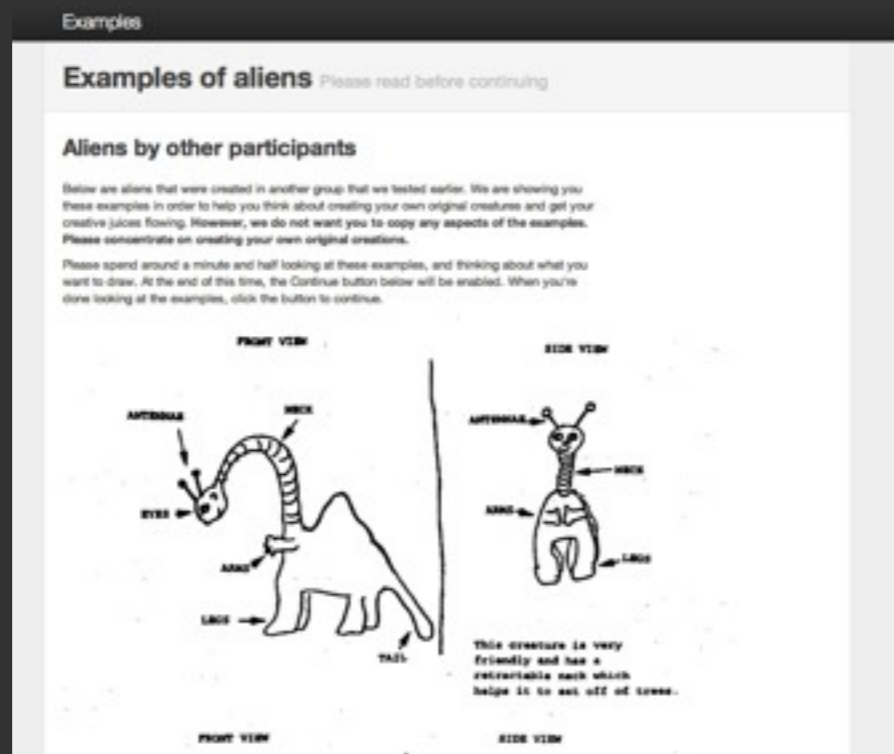 Examples
Examples of aliens Please read before continuing
Aliens by other participants
Below are aliens that were created in another group that we tested earlier. We are showing you
these examples in order to help you think about creating your own original creatures and get your
creative juices flowing. However, we do not want you to copy any aspects of the examples.
Please concentrate on creating your own original creations.
Please spend around a minute and half looking at these examples, and thinking about what you
want to draw. At the end of this time, the Continue button below will be enabled. When you're
done looking at the examples, click the button to continue.
FRONT VIEW
SIDE VIEW
ANTENNAE
NECK
EYES
ARMS
LEGS
TAIL
ANTENNAE
NECK
ARMS
LEGS
This creature is very
friendly and has a
retractable neck which
helps it to eat off of trees.
FRONT VIEW
SIDE VIEW